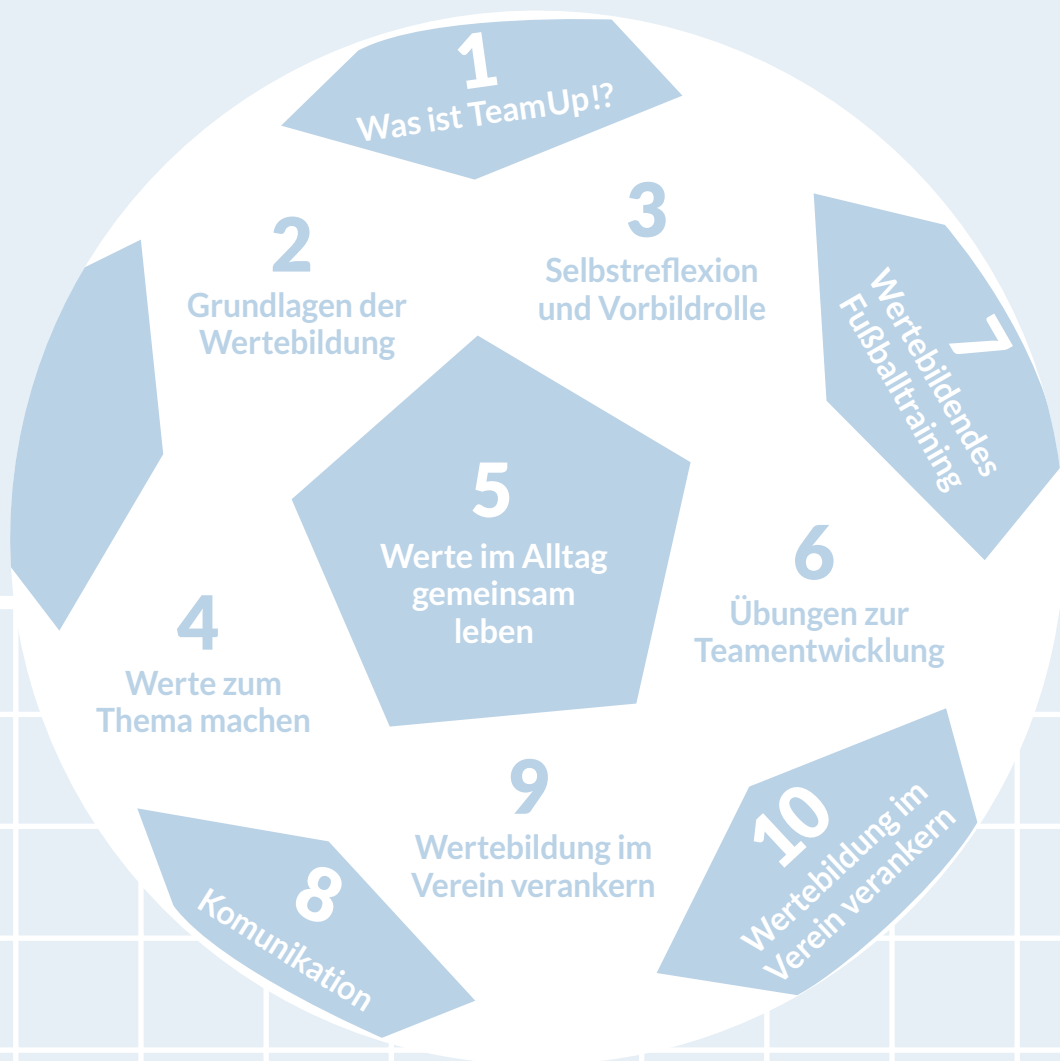 1
Was ist TeamUp!?
2
Grundlagen der
Wertebildung
3
Selbstreflexion
und Vorbildrolle
4
Werte zum
Thema machen
5
Werte im Alltag
gemeinsam
leben
6
Übungen zur
Teamentwicklung
7
Wertebildendes
Fußballtraining
8
Komunikation
9
Wertebildung im
Verein verankern
10
Wertebildung im
Verein verankern